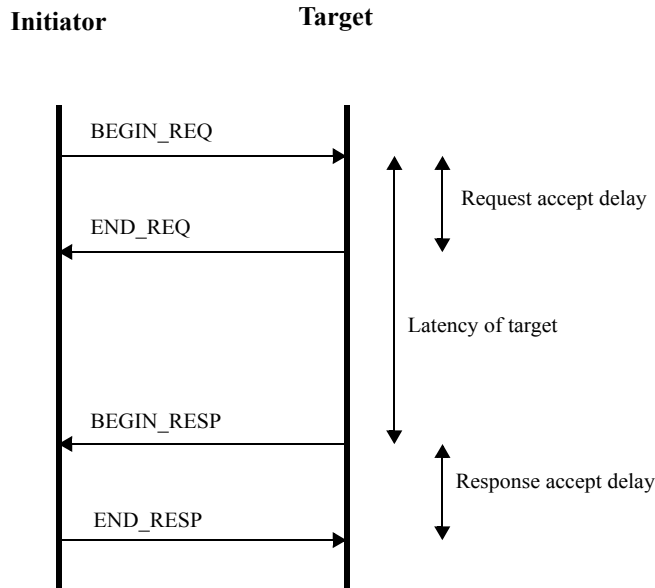 Initiator
Target
BEGIN_REQ
Request accept delay
END_REQ
Latency of target
BEGIN_RESP
Response accept delay
END_RESP